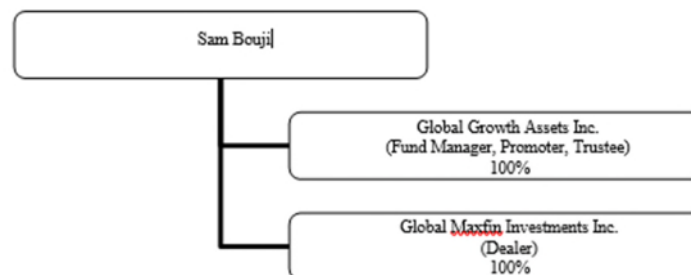 Sam Bouji
Global Growth Assets Inc.
(Fund Manager, Promoter, Trustee)
100%
Global Maxfin Investments Inc.
(Dealer)
100%